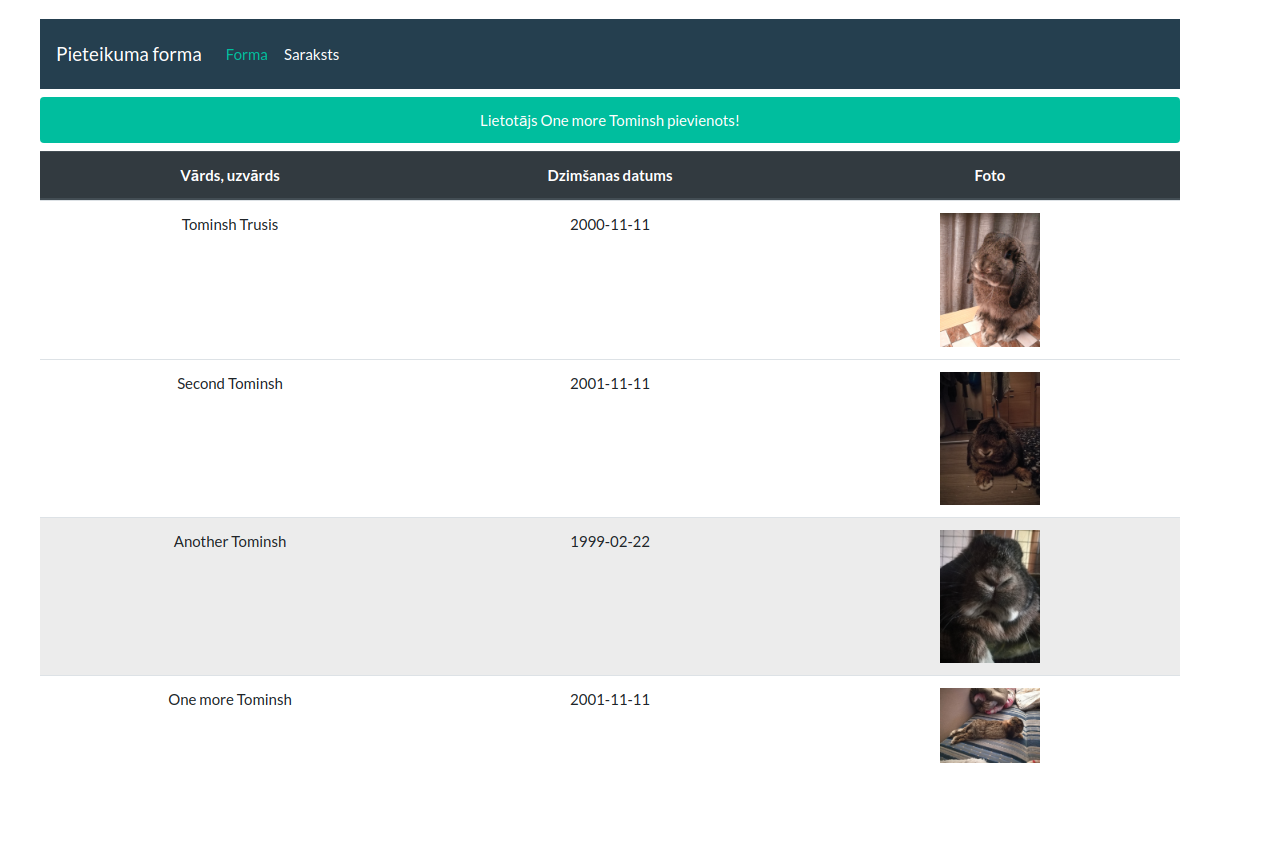 Pieteikuma forma Forma Saraksts
Lietotājs One more Tominsh pievienots!
Vārds, uzvārds Dzimšanas datums Foto
Tominsh Trusis 2000-11-11
Second Tominsh 2001-11-11
Another Tominsh 1999-02-22
One more Tominsh 2001-11-11